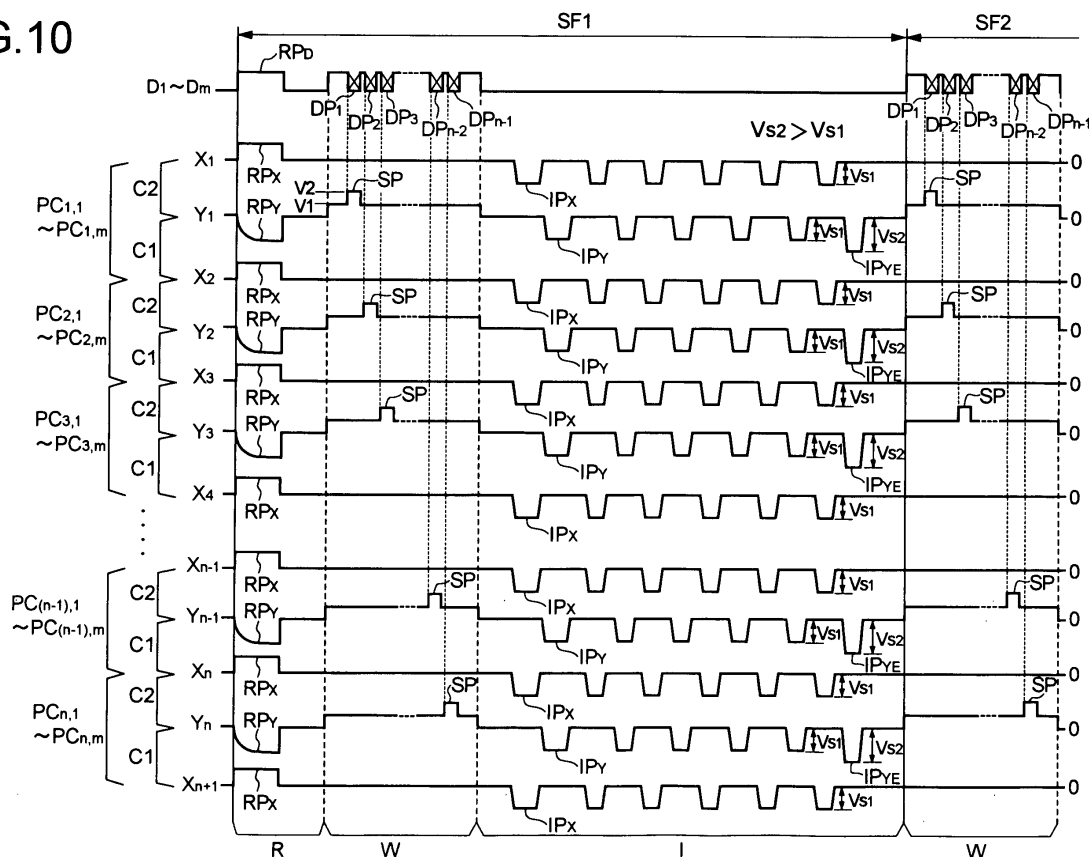 G.10
SF1 SF2
RPD
D1~Dm
DP1 DP2 DP3 DPn-2 DPn-1 DP1 DP2 DP3 DPn-2 DPn-1
VS2 > VS1
X1 RPX IPX VS1 0
C2 V2 V1 SP SP
PC1,1 ~PC1,m
Y1 RPY IPY VS1 VS2 IPYE 0
C1
X2 RPX IPX VS1 0
C2 SP SP
PC2,1 ~PC2,m
Y2 RPY IPY VS1 VS2 IPYE 0
C1
X3 RPX IPX VS1 0
C2 SP SP
PC3,1 ~PC3,m
Y3 RPY IPY VS1 VS2 IPYE 0
C1
X4 RPX IPX VS1 0
Xn-1 RPX IPX VS1 0
C2 SP SP
PC(n-1),1 ~PC(n-1),m
Yn-1 RPY IPY VS1 VS2 IPYE 0
C1
Xn RPX IPX VS1 0
C2 SP SP
PCn,1 ~PCn,m
Yn RPY IPY VS1 VS2 IPYE 0
C1
Xn+1 RPX IPX VS1 0
R W I W